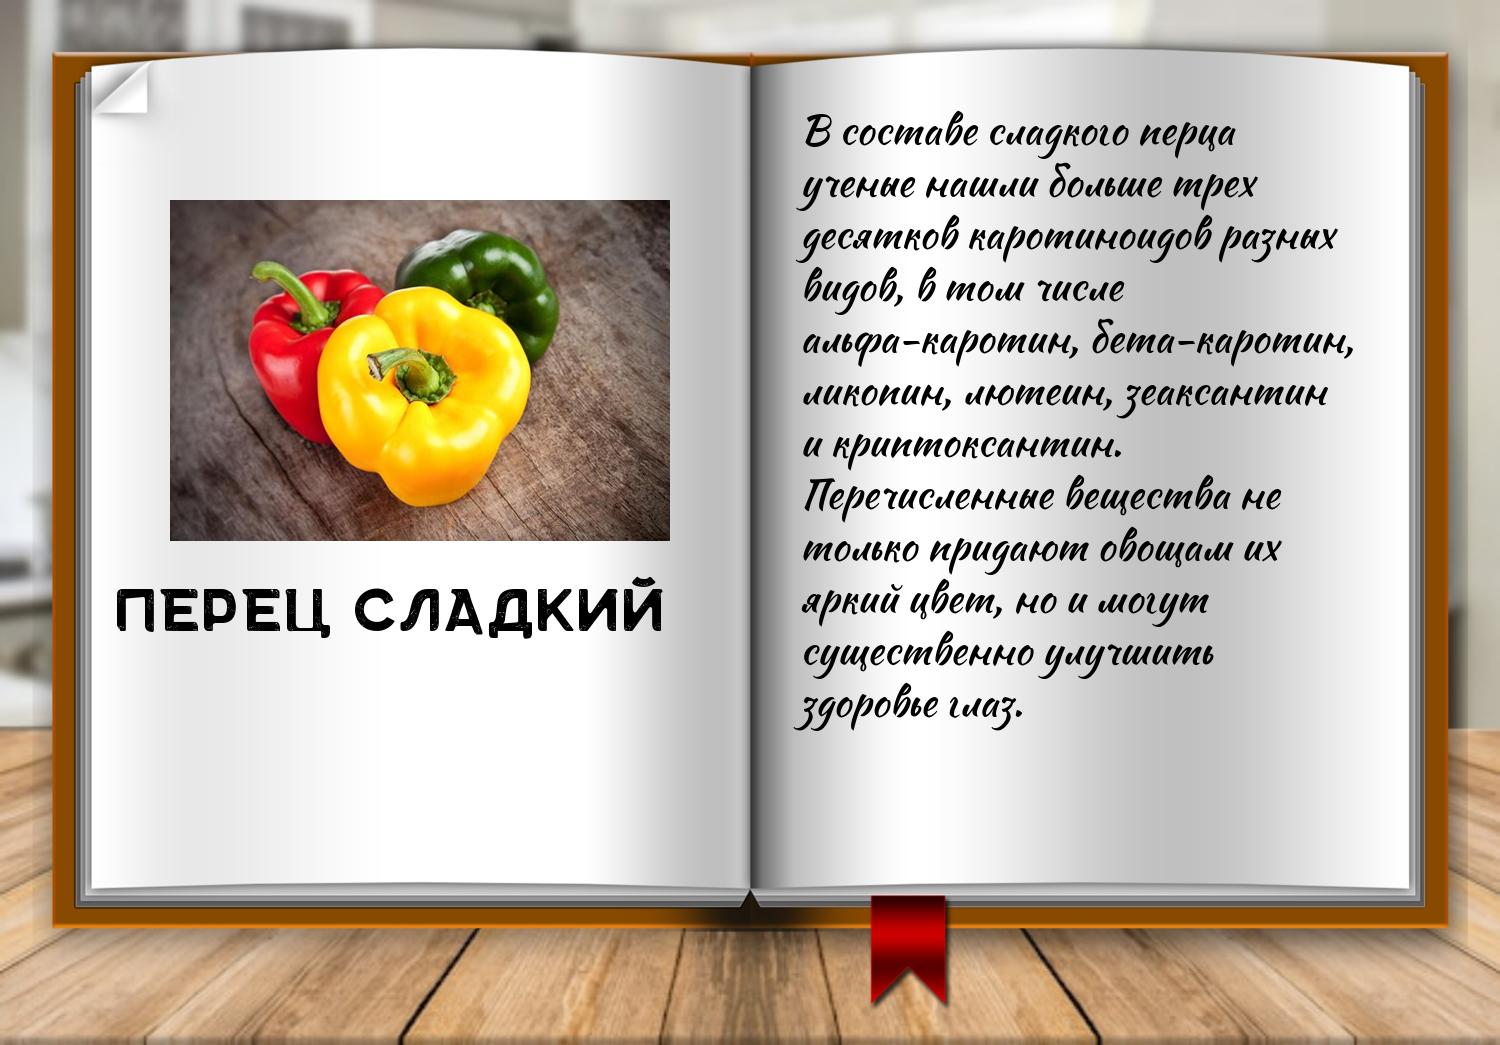 ПЕРЕЦ СЛАДКИЙ
В составе сладкого перца
ученые нашли больше трех
десятков каротиноидов разных
видов, в том числе
альфа-каротин, бета-каротин,
ликопин, лютеин, зеаксантин
и криптоксантин.
Перечисленные вещества не
только придают овощам их
яркий цвет, но и могут
существенно улучшить
здоровье глаз.